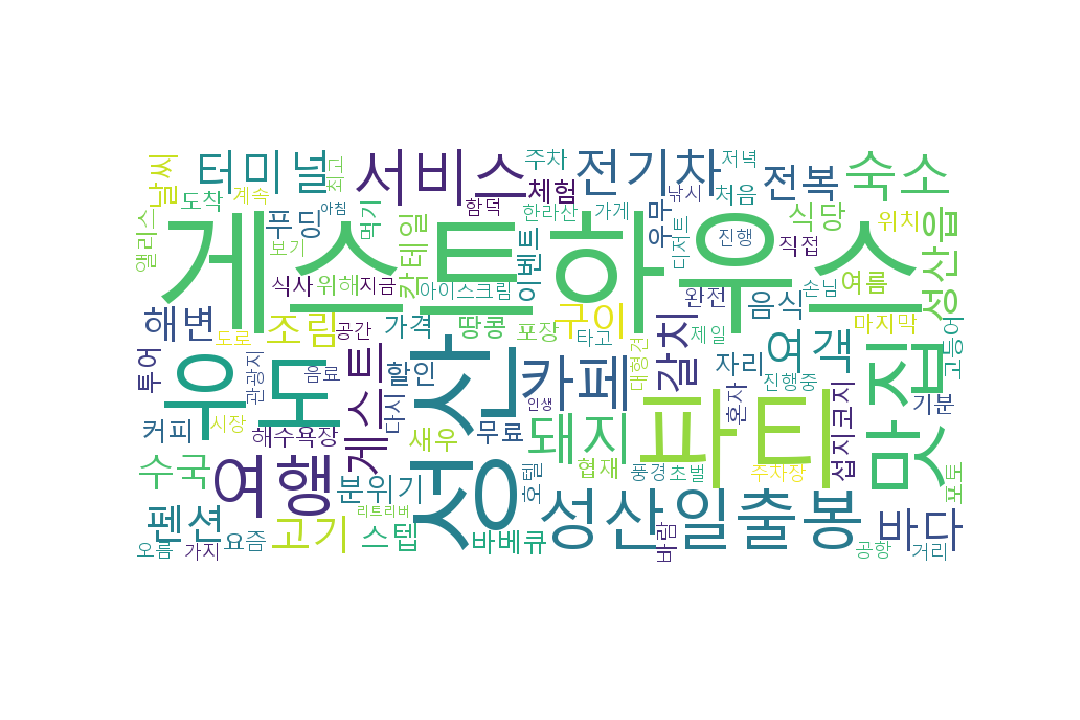 날씨
터미널
최고
서비스
주차
전기차
저녁
전복
숙소
도착
계속
아침
함덕
체험
낚시
처음
앨리스
푸딩
먹기
한라산
가게
우무
식당
위치
성산읍
게스트하우스
보기
칵테일
이벤트
디저트
진행
직접
식사
위해
지금
아이스크림
완전
음식
손님
여름
해변
조림
공간
가격
땅콩
포장
구이
갈치
마지막
도로
타고
제일
여객
고등어
투어
우도
관광지
음료
게스트
할인
성산
카페
대형견
자리
진행중
맛집
커피
시장
다시
인생
혼자
기분
해수욕장
새우
무료
돼지
파티
섭지코지
수국
여행
분위기
호텔
협재
풍경
초벌
주차장
포토
펜션
고기
리트리버
스텝
바베큐
성산일출봉
바다
오름
가지
요즘
바람
공항
거리